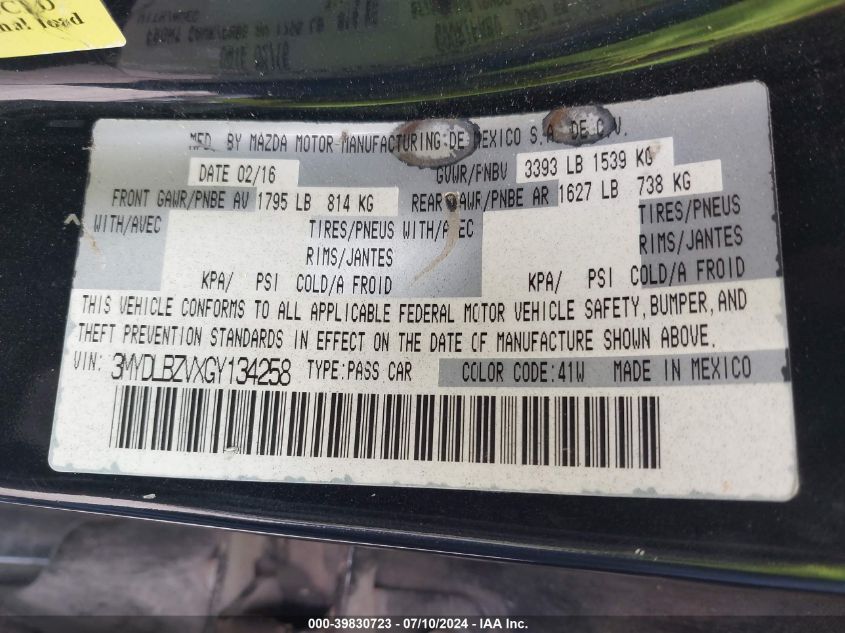 nal load
MFD. BY MAZDA MOTOR MANUFACTURING DE MEXICO S.A. DE C.V.
DATE 02/16 GVWR/PNBV 3393 LB 1539 KG
FRONT GAWR/PNBE AV 1795 LB 814 KG REAR GAWR/PNBE AR 1627 LB 738 KG
WITH/AVEC TIRES/PNEUS WITH/AVEC TIRES/PNEUS
RIMS/JANTES RIMS/JANTES
KPA/ PSI COLD/A FROID KPA/ PSI COLD/A FROID
THIS VEHICLE CONFORMS TO ALL APPLICABLE FEDERAL MOTOR VEHICLE SAFETY, BUMPER, AND
THEFT PREVENTION STANDARDS IN EFFECT ON THE DATE OF MANUFACTURE SHOWN ABOVE.
VIN: 3MYDLBZVXGY134258 TYPE:PASS CAR COLOR CODE:41W MADE IN MEXICO
000-39830723 - 07/10/2024 - IAA Inc.